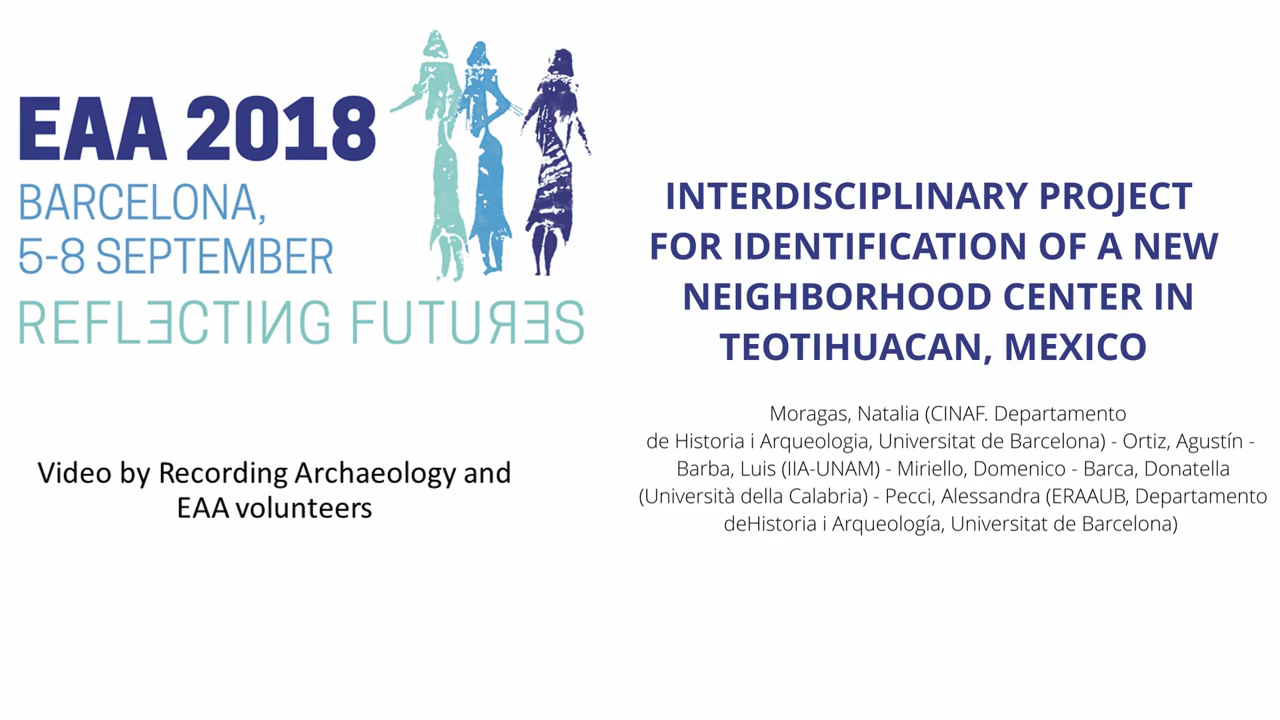 EAA 2018
BARCELONA,
5-8 SEPTEMBER
REFLECTING FUTURES
Video by Recording Archaeology and
EAA volunteers
INTERDISCIPLINARY PROJECT
FOR IDENTIFICATION OF A NEW
NEIGHBORHOOD CENTER IN
TEOTIHUACAN, MEXICO
Moragas, Natalia (CINAF. Departamento
de Historia i Arqueologia, Universitat de Barcelona) - Ortiz, Agustín -
Barba, Luis (IIA-UNAM) - Miriello, Domenico - Barca, Donatella
(Università della Calabria) - Pecci, Alessandra (ERAAUB, Departamento
deHistoria i Arqueología, Universitat de Barcelona)